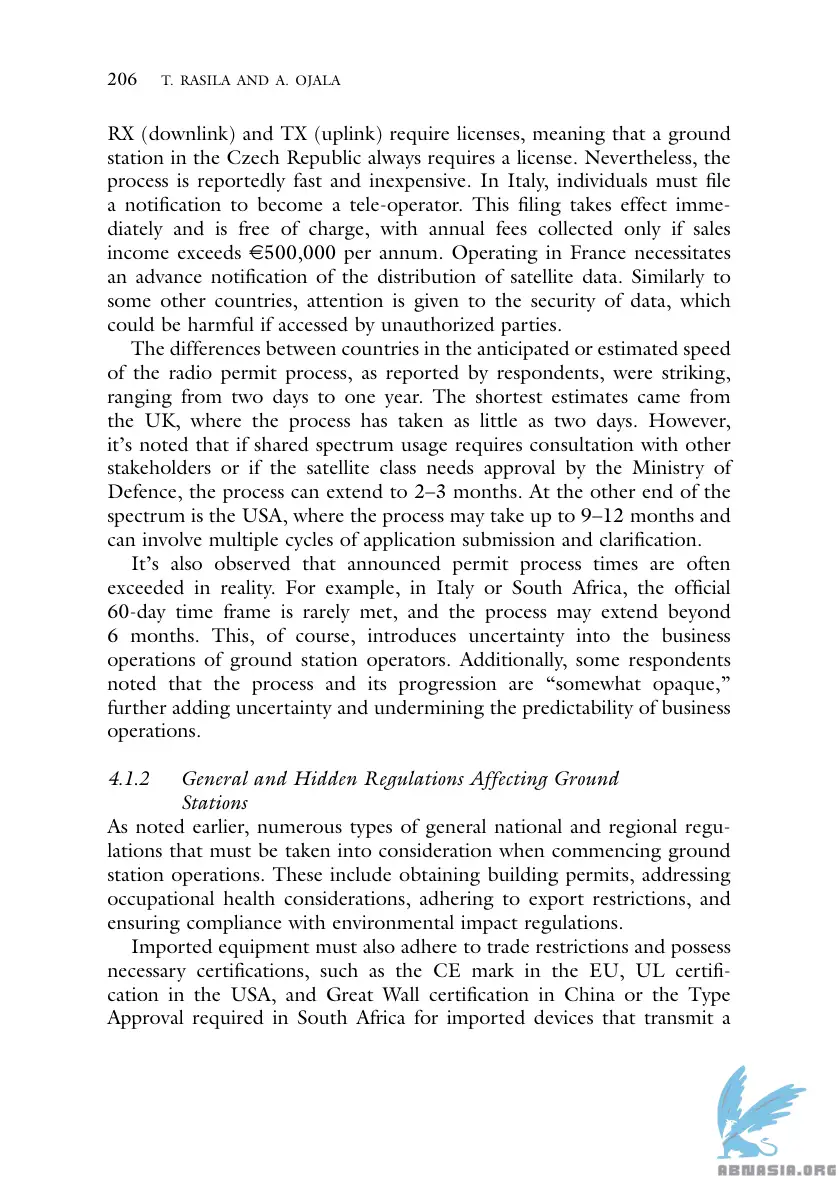 206 T. RASILA AND A. OJALA
RX (downlink) and TX (uplink) require licenses, meaning that a ground
station in the Czech Republic always requires a license. Nevertheless, the
process is reportedly fast and inexpensive. In Italy, individuals must file
a notification to become a tele-operator. This filing takes effect imme-
diately and is free of charge, with annual fees collected only if sales
income exceeds €500,000 per annum. Operating in France necessitates
an advance notification of the distribution of satellite data. Similarly to
some other countries, attention is given to the security of data, which
could be harmful if accessed by unauthorized parties.
The differences between countries in the anticipated or estimated speed
of the radio permit process, as reported by respondents, were striking,
ranging from two days to one year. The shortest estimates came from
the UK, where the process has taken as little as two days. However,
it's noted that if shared spectrum usage requires consultation with other
stakeholders or if the satellite class needs approval by the Ministry of
Defence, the process can extend to 2–3 months. At the other end of the
spectrum is the USA, where the process may take up to 9–12 months and
can involve multiple cycles of application submission and clarification.
It's also observed that announced permit process times are often
exceeded in reality. For example, in Italy or South Africa, the official
60-day time frame is rarely met, and the process may extend beyond
6 months. This, of course, introduces uncertainty into the business
operations of ground station operators. Additionally, some respondents
noted that the process and its progression are “somewhat opaque,”
further adding uncertainty and undermining the predictability of business
operations.
4.1.2 General and Hidden Regulations Affecting Ground
Stations
As noted earlier, numerous types of general national and regional regu-
lations that must be taken into consideration when commencing ground
station operations. These include obtaining building permits, addressing
occupational health considerations, adhering to export restrictions, and
ensuring compliance with environmental impact regulations.
Imported equipment must also adhere to trade restrictions and possess
necessary certifications, such as the CE mark in the EU, UL certifi-
cation in the USA, and Great Wall certification in China or the Type
Approval required in South Africa for imported devices that transmit a
ABNASIA.ORG